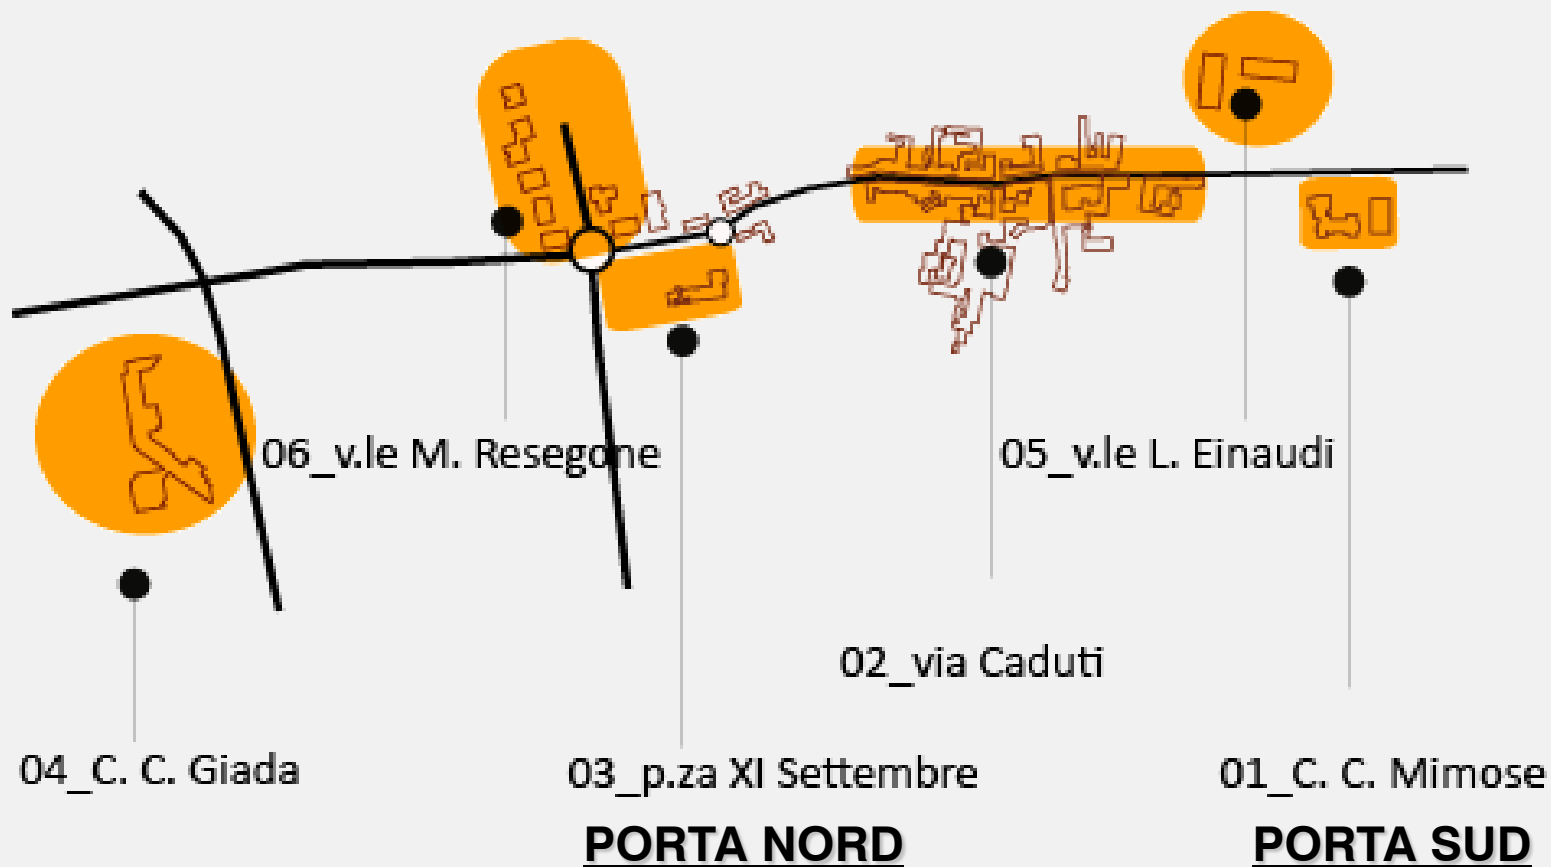 06_v.le M. Resegone
05_v.le L. Einaudi
02_via Caduti
04_C. C. Giada
03_p.za XI Settembre
01_C. C. Mimose
PORTA NORD
PORTA SUD